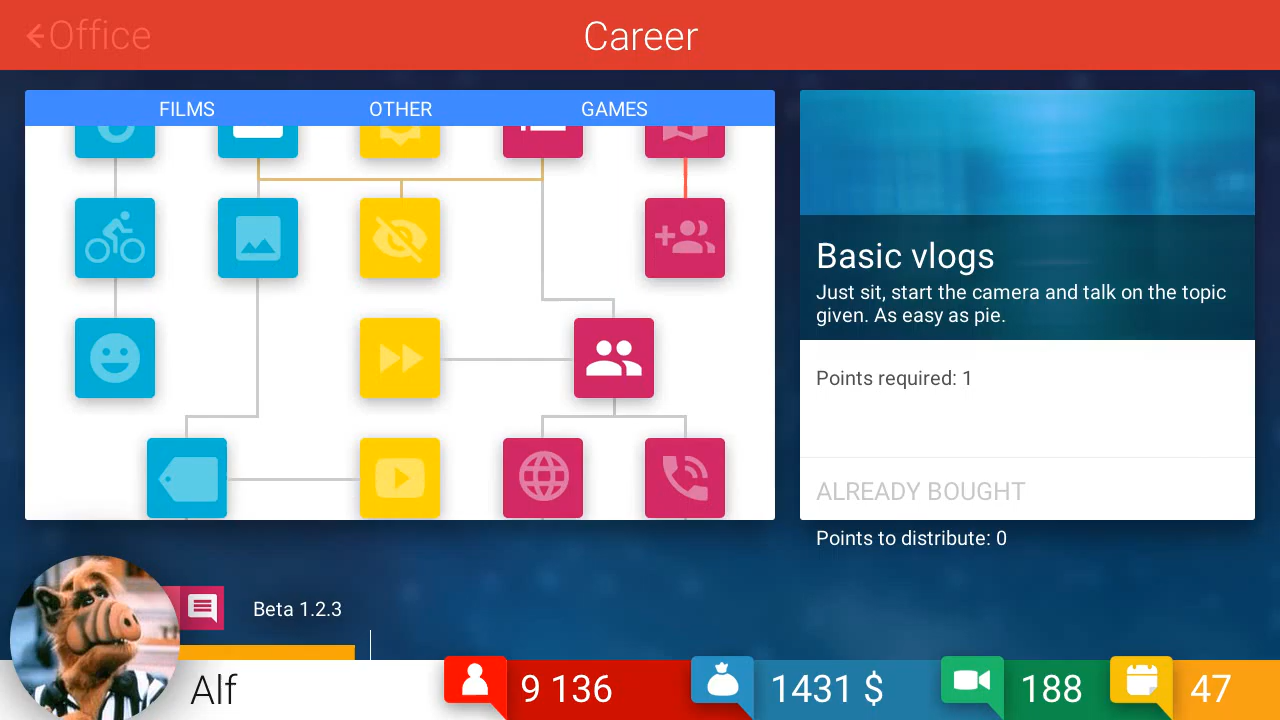 Office
Career
FILMS
OTHER
GAMES
Basic vlogs
Just sit, start the camera and talk on the topic
given. As easy as pie.
Points required: 1
ALREADY BOUGHT
Points to distribute: 0
Beta 1.2.3
Alf
9 136
1431 $
188
47